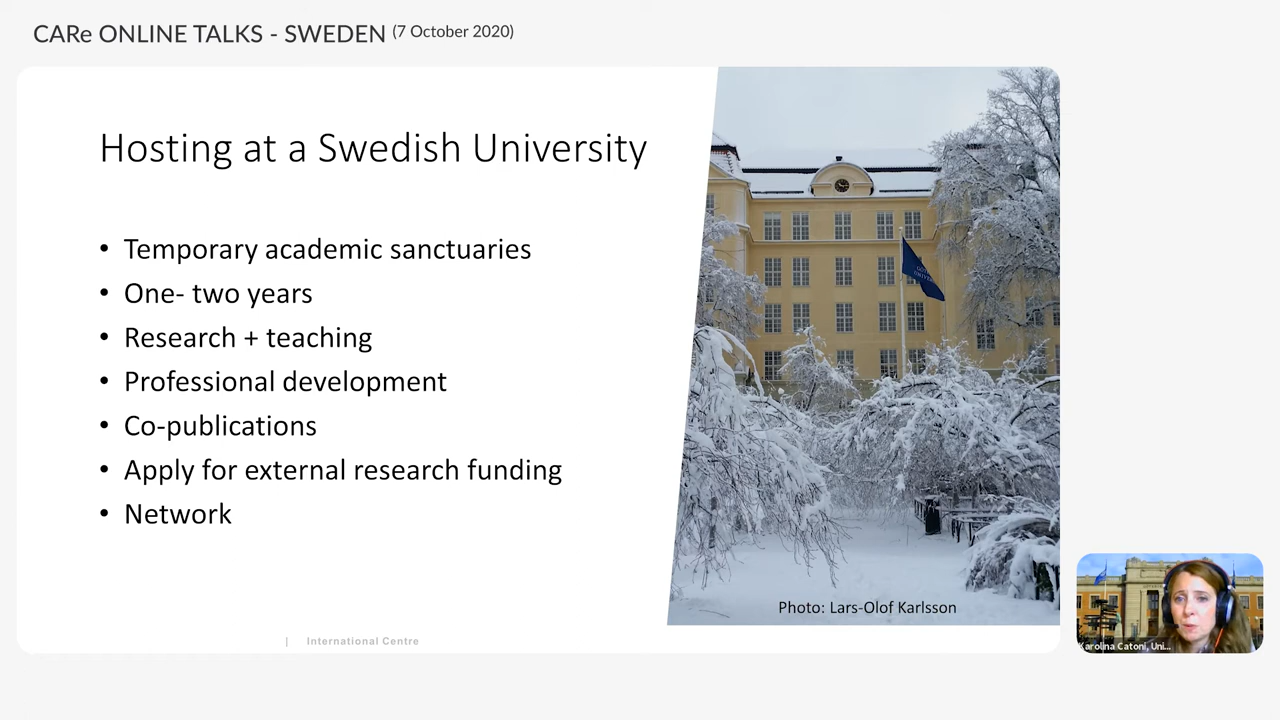 CARe ONLINE TALKS - SWEDEN (7 October 2020)
Hosting at a Swedish University
• Temporary academic sanctuaries
• One- two years
• Research + teaching
• Professional development
• Co-publications
• Apply for external research funding
• Network
Photo: Lars-Olof Karlsson
| International Centre
Karolina Catoni, Uni...